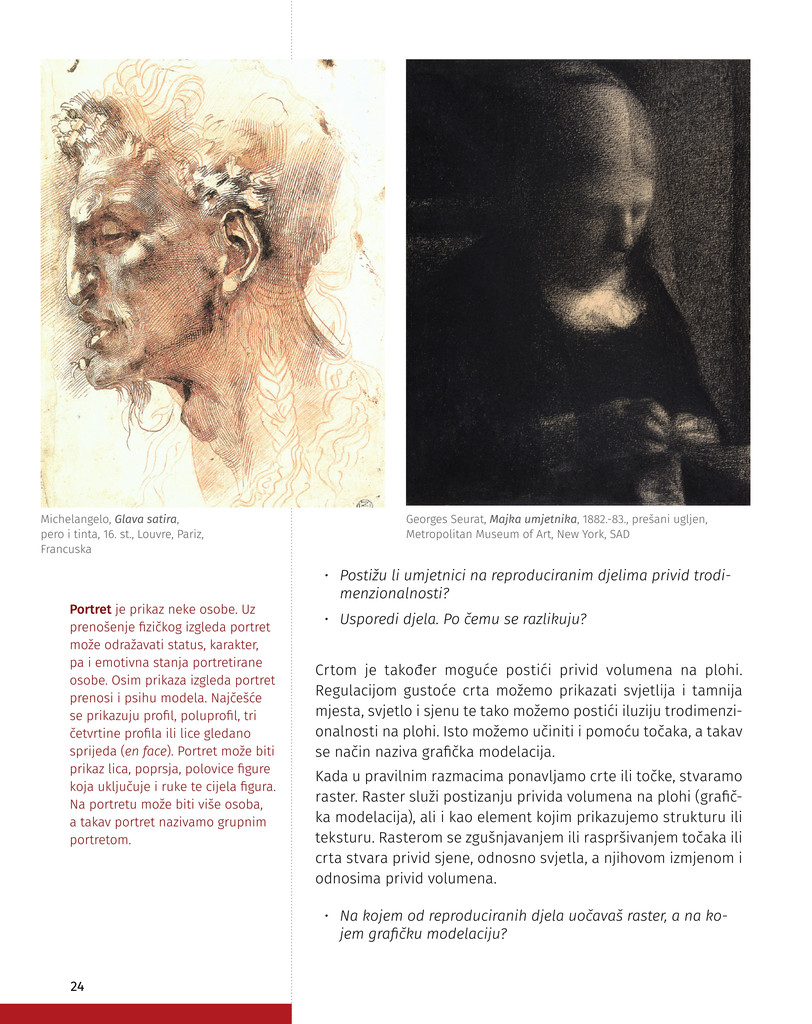 Michelangelo, Glava satira,
pero i tinta, 16. st., Louvre, Pariz,
Francuska
Georges Seurat, Majka umjetnika, 1882.-83., prešani ugljen,
Metropolitan Museum of Art, New York, SAD
• Postižu li umjetnici na reproduciranim djelima privid trodi-
menzionalnosti?
• Usporedi djela. Po čemu se razlikuju?
Portret je prikaz neke osobe. Uz
prenošenje fizičkog izgleda portret
može odražavati status, karakter,
pa i emotivna stanja portretirane
osobe. Osim prikaza izgleda portret
prenosi i psihu modela. Najčešće
se prikazuju profil, poluprofil, tri
četvrtine profila ili lice gledano
sprijeda (en face). Portret može biti
prikaz lica, poprsja, polovice figure
koja uključuje i ruke te cijela figura.
Na portretu može biti više osoba,
a takav portret nazivamo grupnim
portretom.
Crtom je također moguće postići privid volumena na plohi.
Regulacijom gustoće crta možemo prikazati svjetlija i tamnija
mjesta, svjetlo i sjenu te tako možemo postići iluziju trodimenzi-
onalnosti na plohi. Isto možemo učiniti i pomoću točaka, a takav
se način naziva grafička modelacija.
Kada u pravilnim razmacima ponavljamo crte ili točke, stvaramo
raster. Raster služi postizanju privida volumena na plohi (grafič-
ka modelacija), ali i kao element kojim prikazujemo strukturu ili
teksturu. Rasterom se zgušnjavanjem ili raspršivanjem točaka ili
crta stvara privid sjene, odnosno svjetla, a njihovom izmjenom i
odnosima privid volumena.
• Na kojem od reproduciranih djela uočavaš raster, a na ko-
jem grafičku modelaciju?
24